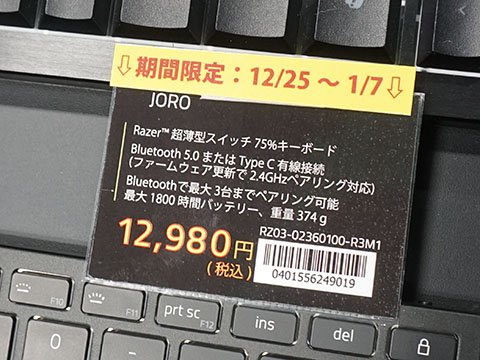 ⇩期間限定：12/25 ～ 1/7⇩
JORO
Razer™ 超薄型スイッチ 75%キーボード
Bluetooth 5.0 または Type C 有線接続
(ファームウェア更新で 2.4GHzペアリング対応)
Bluetoothで最大 3台までペアリング可能
最大 1800 時間バッテリー、重量 374 g
12,980円
(税込)
RZ03-02360100-R3M1
0401556249019
F10
F11
prt sc
F12
ins
del
O
P